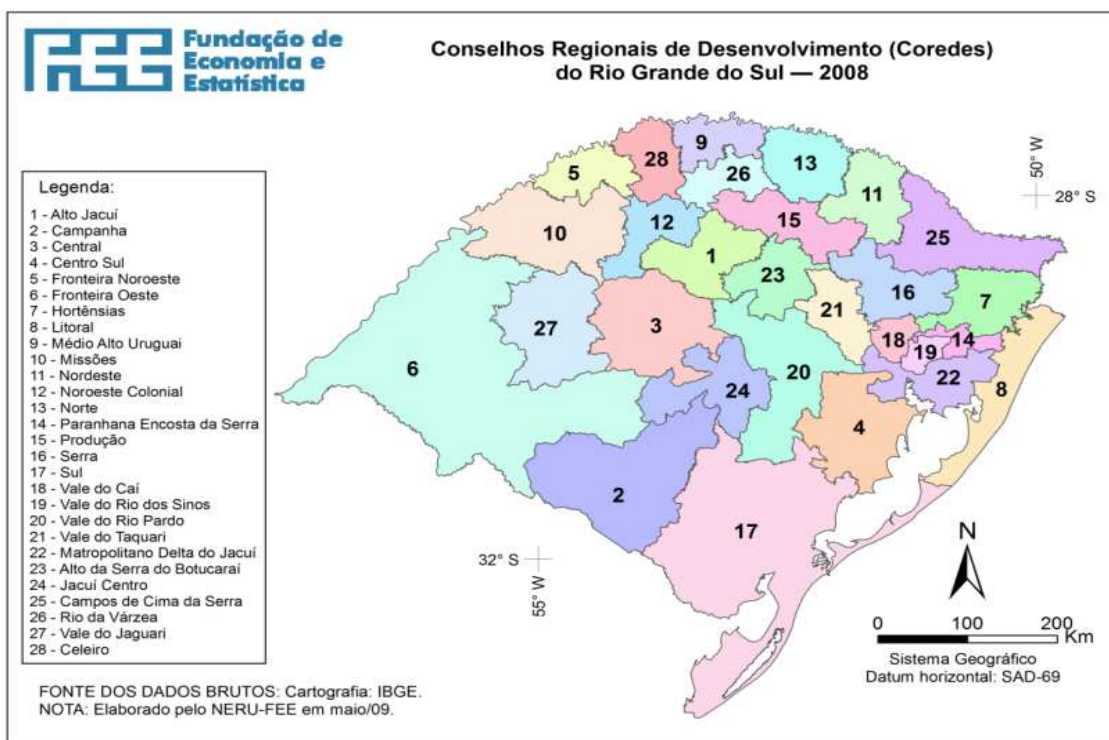 FEE Fundação de
Economia e
Estatística
Conselhos Regionais de Desenvolvimento (Coredes)
do Rio Grande do Sul — 2008
50° W
28° S
Legenda:
1 - Alto Jacuí
2 - Campanha
3 - Central
4 - Centro Sul
5 - Fronteira Noroeste
6 - Fronteira Oeste
7 - Hortênsias
8 - Litoral
9 - Médio Alto Uruguai
10 - Missões
11 - Nordeste
12 - Noroeste Colonial
13 - Norte
14 - Paranhana Encosta da Serra
15 - Produção
16 - Serra
17 - Sul
18 - Vale do Caí
19 - Vale do Rio dos Sinos
20 - Vale do Rio Pardo
21 - Vale do Taquari
22 - Matropolitano Delta do Jacuí
23 - Alto da Serra do Botucaraí
24 - Jacuí Centro
25 - Campos de Cima da Serra
26 - Rio da Várzea
27 - Vale do Jaguari
28 - Celeiro
9
28
13
5
26
11
15
12
10
25
1
23
16
7
21
27
3
18
14
19
6
20
22
8
24
4
2
17
32° S
55° W
N
0 100 200
Km
Sistema Geográfico
Datum horizontal: SAD-69
FONTE DOS DADOS BRUTOS: Cartografia: IBGE.
NOTA: Elaborado pelo NERU-FEE em maio/09.